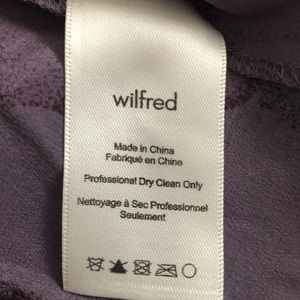 wilfred
Made in China
Fabriqué en Chine
Professional Dry Clean Only
Nettoyage à Sec Professionnel
Seulement